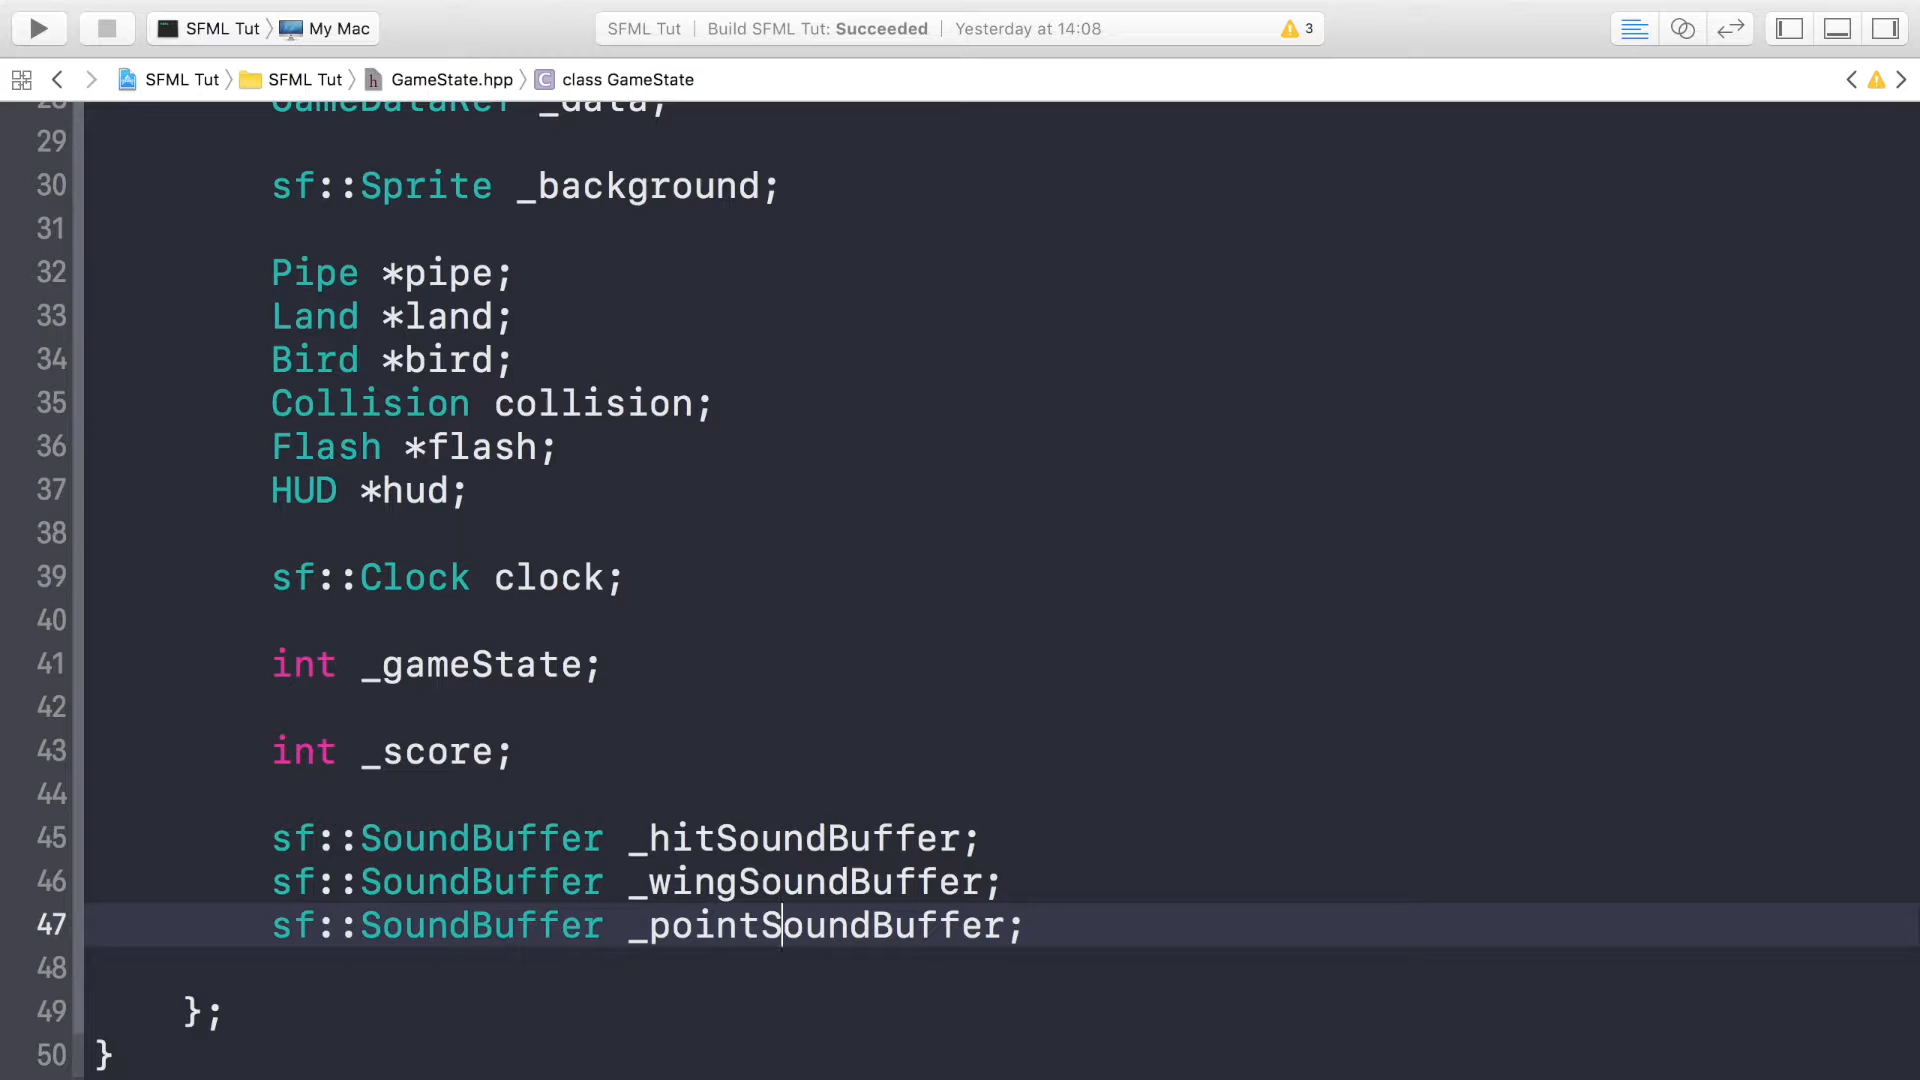 SFML Tut My Mac SFML Tut Build SFML Tut: Succeeded Yesterday at 14:08 3
SFML Tut SFML Tut h GameState.hpp C class GameState
28 GameDataRef _data;
29
30 sf::Sprite _background;
31
32 Pipe *pipe;
33 Land *land;
34 Bird *bird;
35 Collision collision;
36 Flash *flash;
37 HUD *hud;
38
39 sf::Clock clock;
40
41 int _gameState;
42
43 int _score;
44
45 sf::SoundBuffer _hitSoundBuffer;
46 sf::SoundBuffer _wingSoundBuffer;
47 sf::SoundBuffer _pointSoundBuffer;
48
49 };
50 }